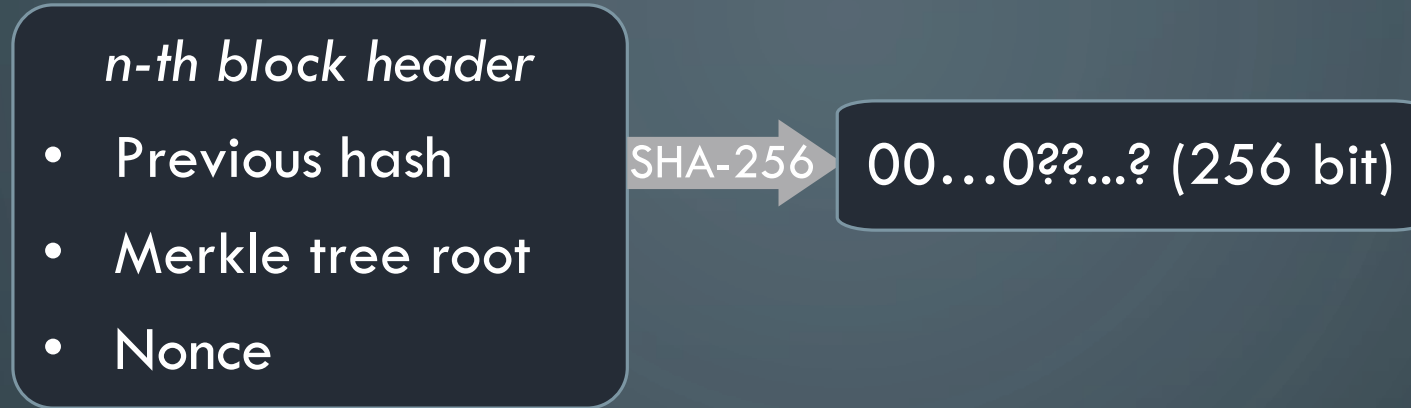 n-th block header
• Previous hash
• Merkle tree root
• Nonce
SHA-256
00…0??...? (256 bit)